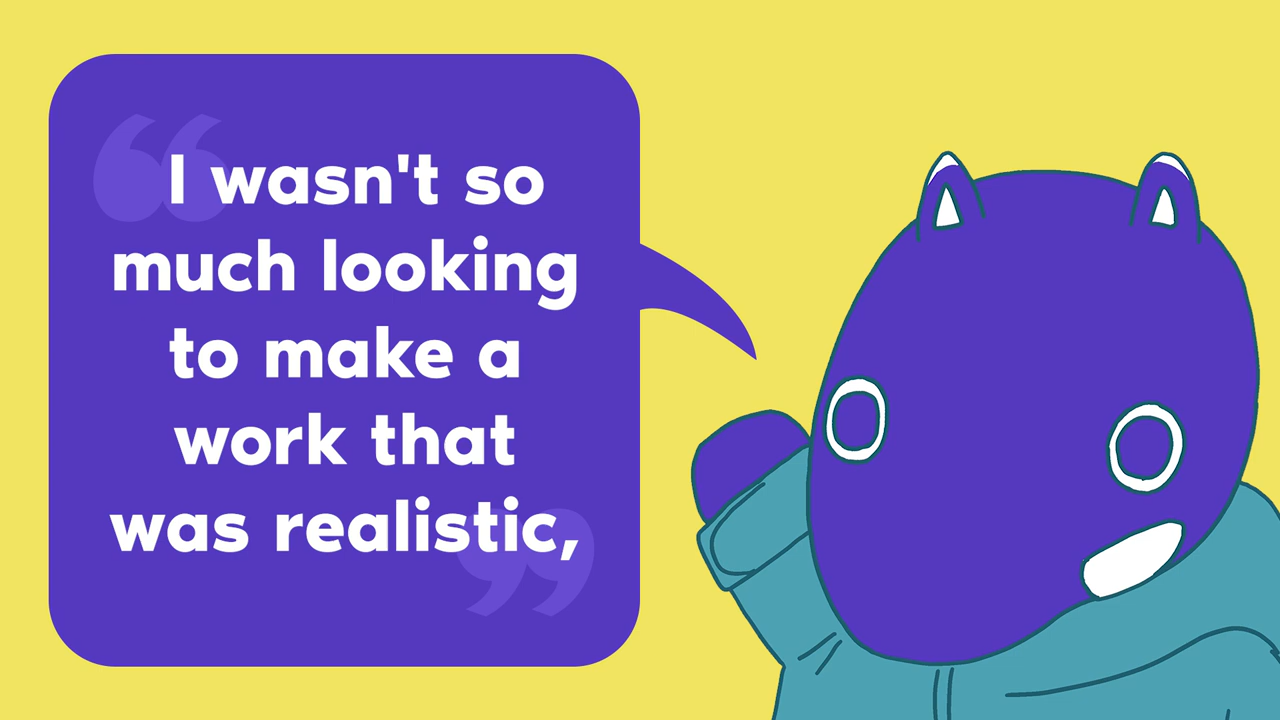 I wasn't so
much looking
to make a
work that
was realistic,